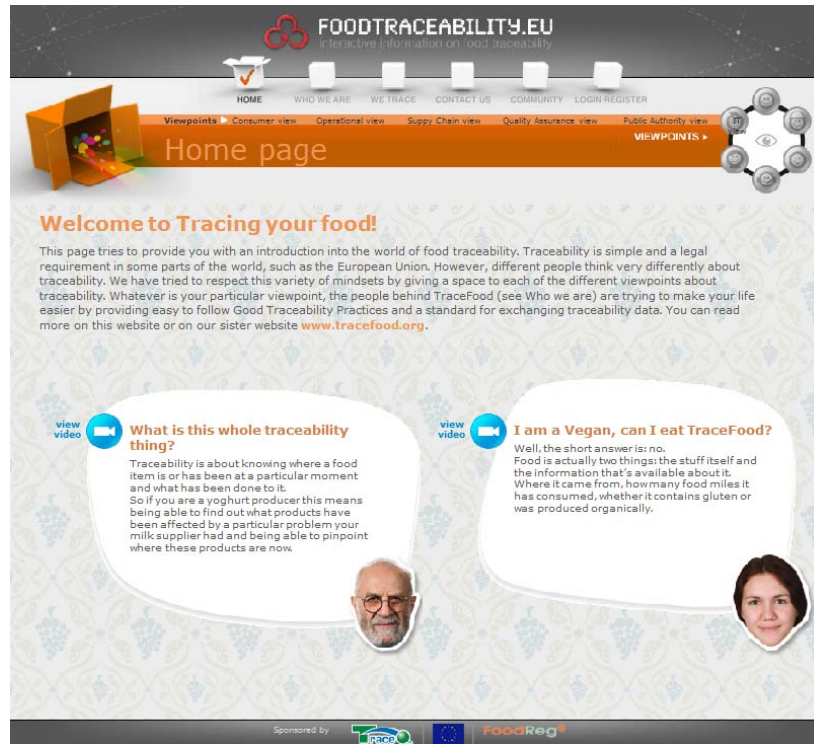 FOODTRACEABILITY.EU
interactive information on food traceability
HOME WHO WE ARE WE TRACE CONTACT US COMMUNITY LOGIN-REGISTER
Viewpoints Consumer view Operational view Suppy Chain view Quality Assurance view Public Authority view
VIEWPOINTS
Home page
Welcome to Tracing your food!
This page tries to provide you with an introduction into the world of food traceability. Traceability is simple and a legal
requirement in some parts of the world, such as the European Union. However, different people think very differently about
traceability. We have tried to respect this variety of mindsets by giving a space to each of the different viewpoints about
traceability. Whatever is your particular viewpoint, the people behind TraceFood (see Who we are) are trying to make your life
easier by providing easy to follow Good Traceability Practices and a standard for exchanging traceability data. You can read
more on this website or on our sister website www.tracefood.org.
view
video
What is this whole traceability
thing?
Traceability is about knowing where a food
item is or has been at a particular moment
and what has been done to it.
So if you are a yoghurt producer this means
being able to find out what products have
been affected by a particular problem your
milk supplier had and being able to pinpoint
where these products are now.
view
video
I am a Vegan, can I eat TraceFood?
Well, the short answer is: no.
Food is actually two things: the stuff itself and
the information that's available about it.
Where it came from, how many food miles it
has consumed, whether it contains gluten or
was produced organically.
Sponsored by Trace FoodReg